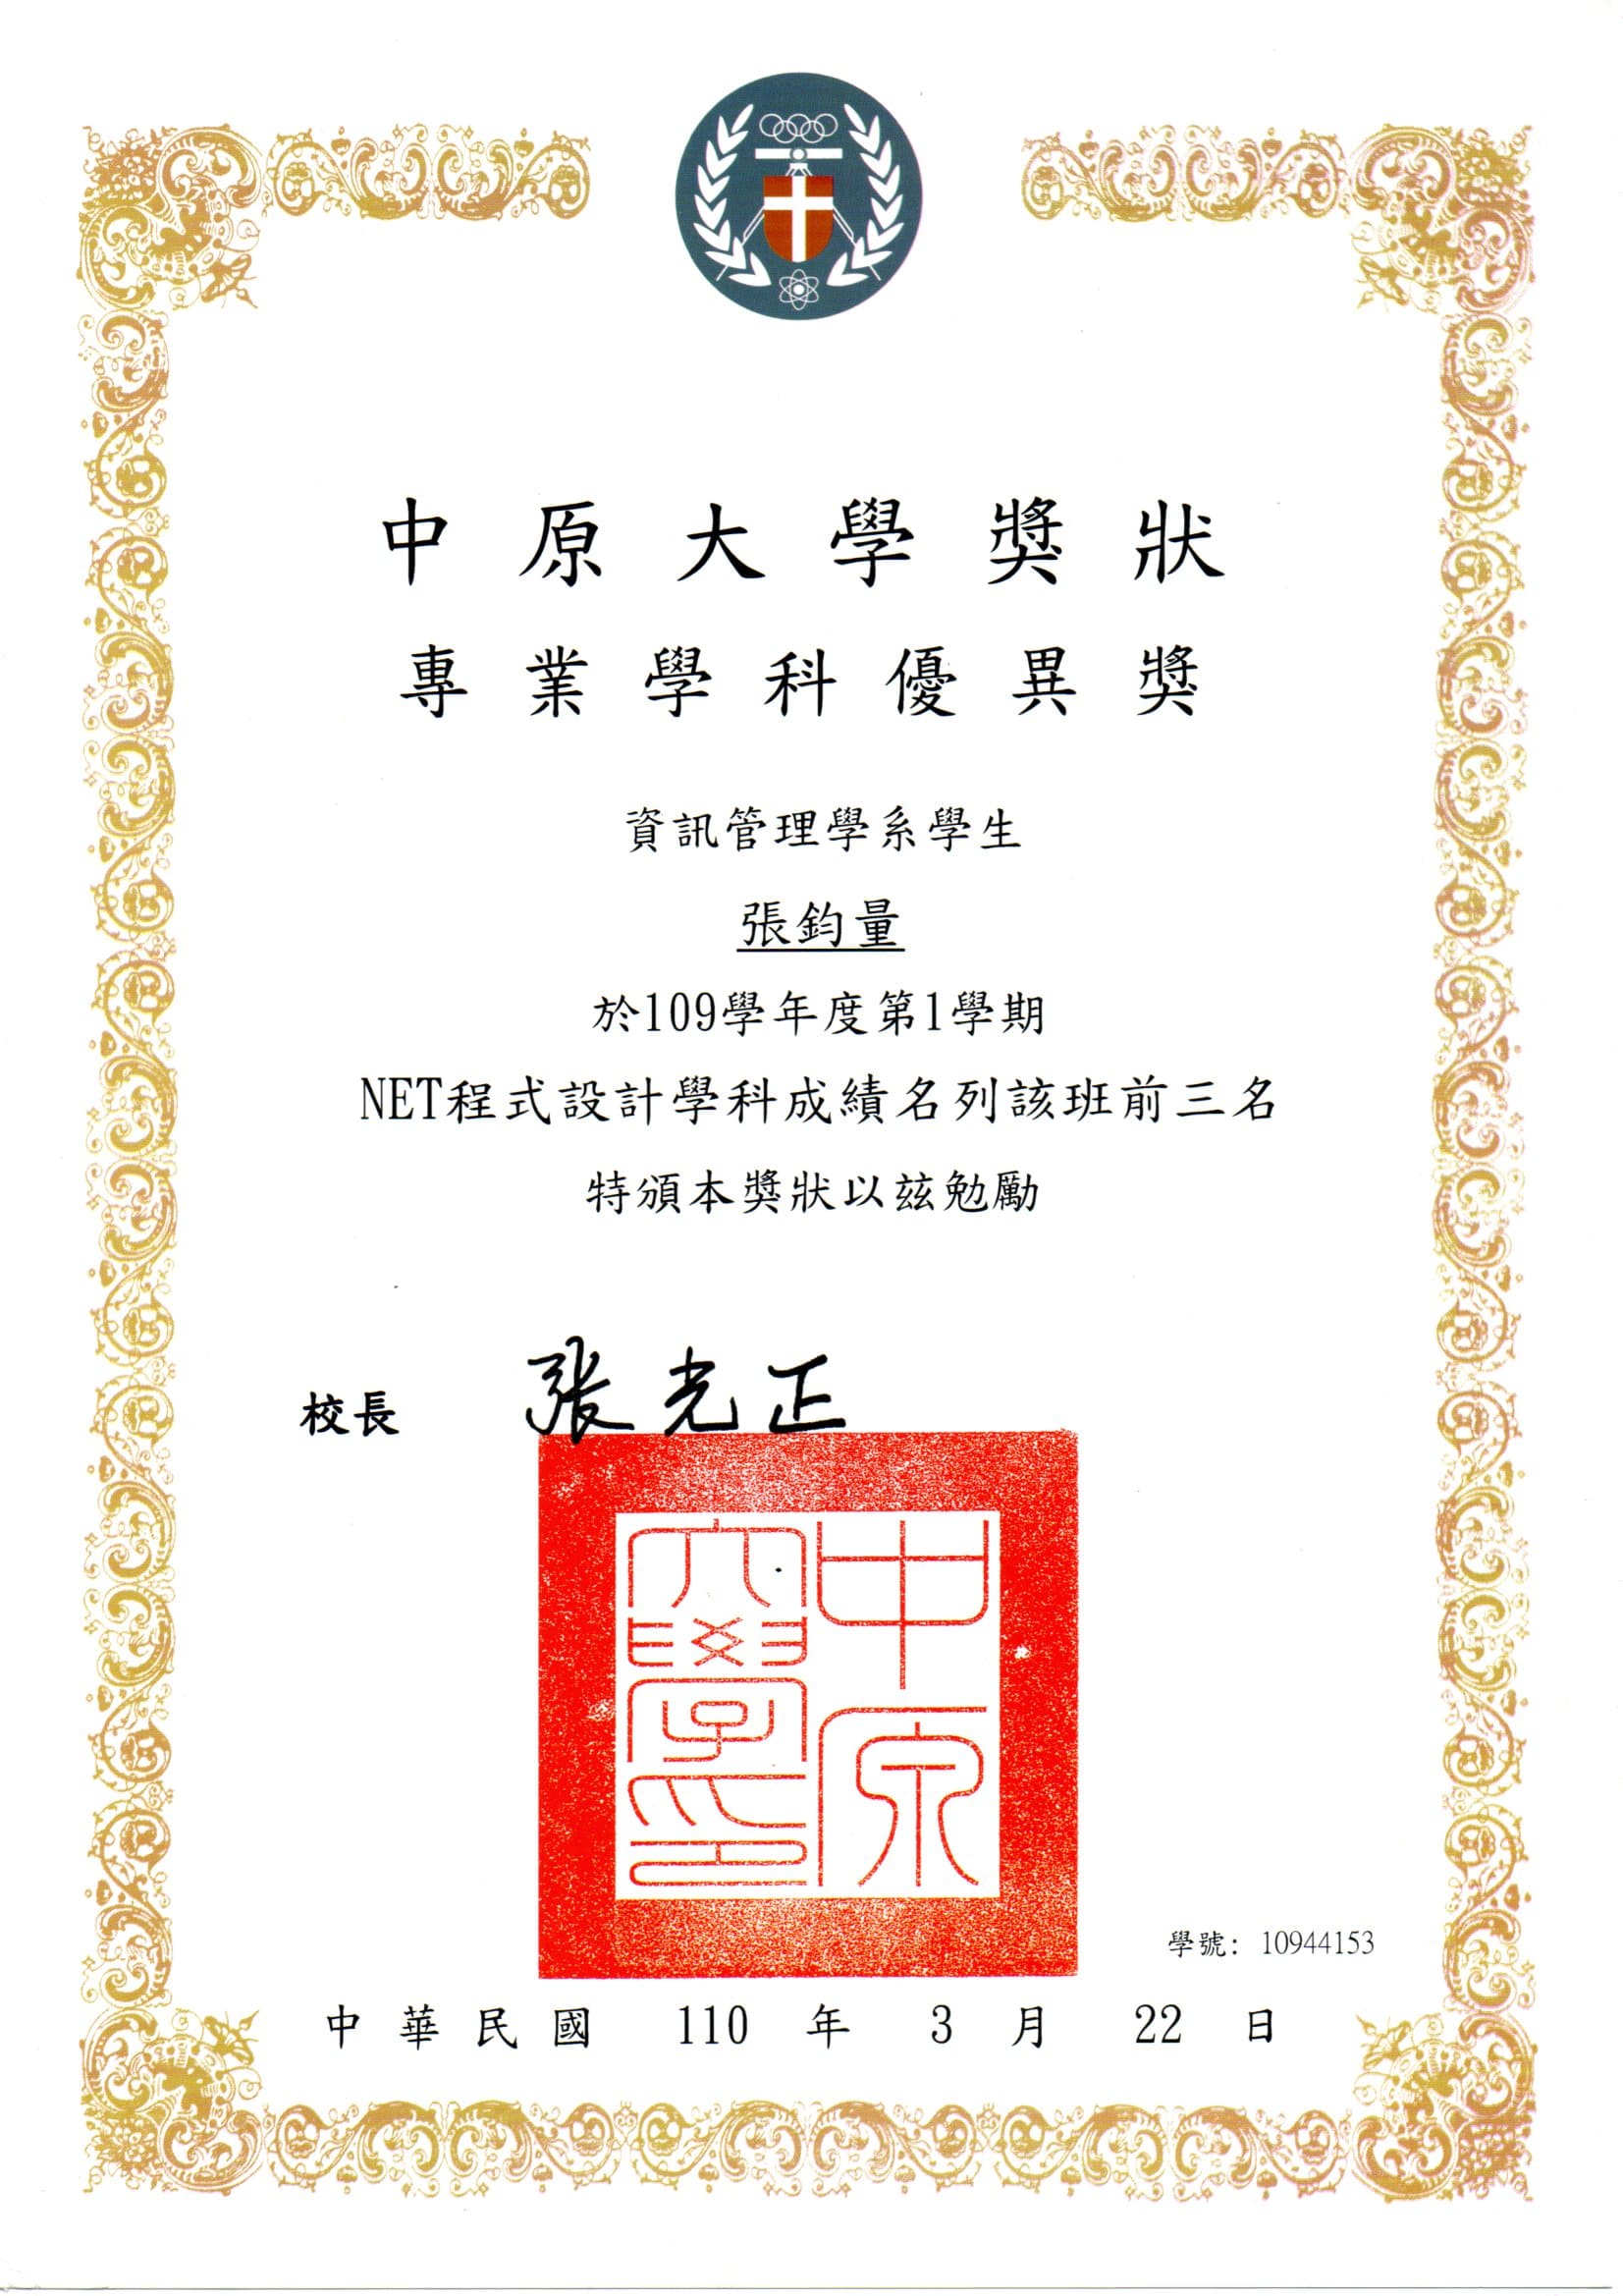 中原大學獎狀
專業學科優異獎
資訊管理學系學生
張鈞量
於109學年度第1學期
NET程式設計學科成績名列該班前三名
特頒本獎狀以茲勉勵
校長 張光正
中原
大學印
學號： 10944153
中華民國 110 年 3 月 22 日